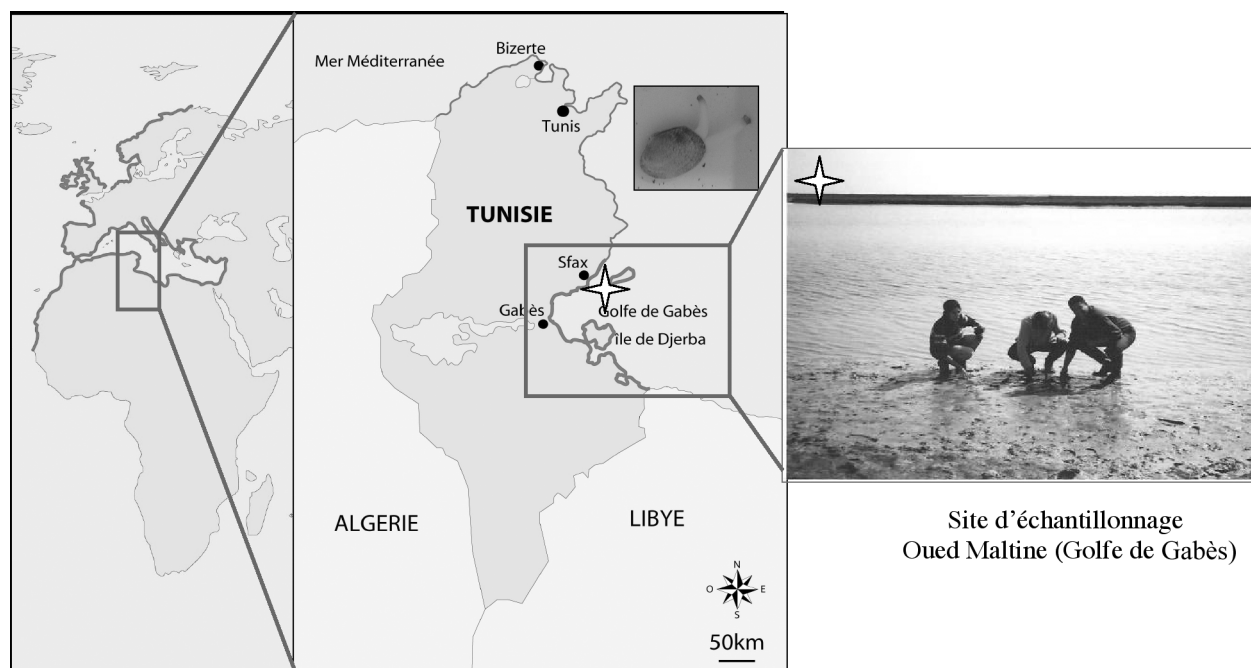 Bizerte
Mer Méditerranée
Tunis
TUNISIE
Sfax
Gabès
Golfe de Gabès
île de Djerba
ALGERIE
LIBYE
N
O
E
S
50km
Site d'échantillonnage
Oued Maltine (Golfe de Gabès)